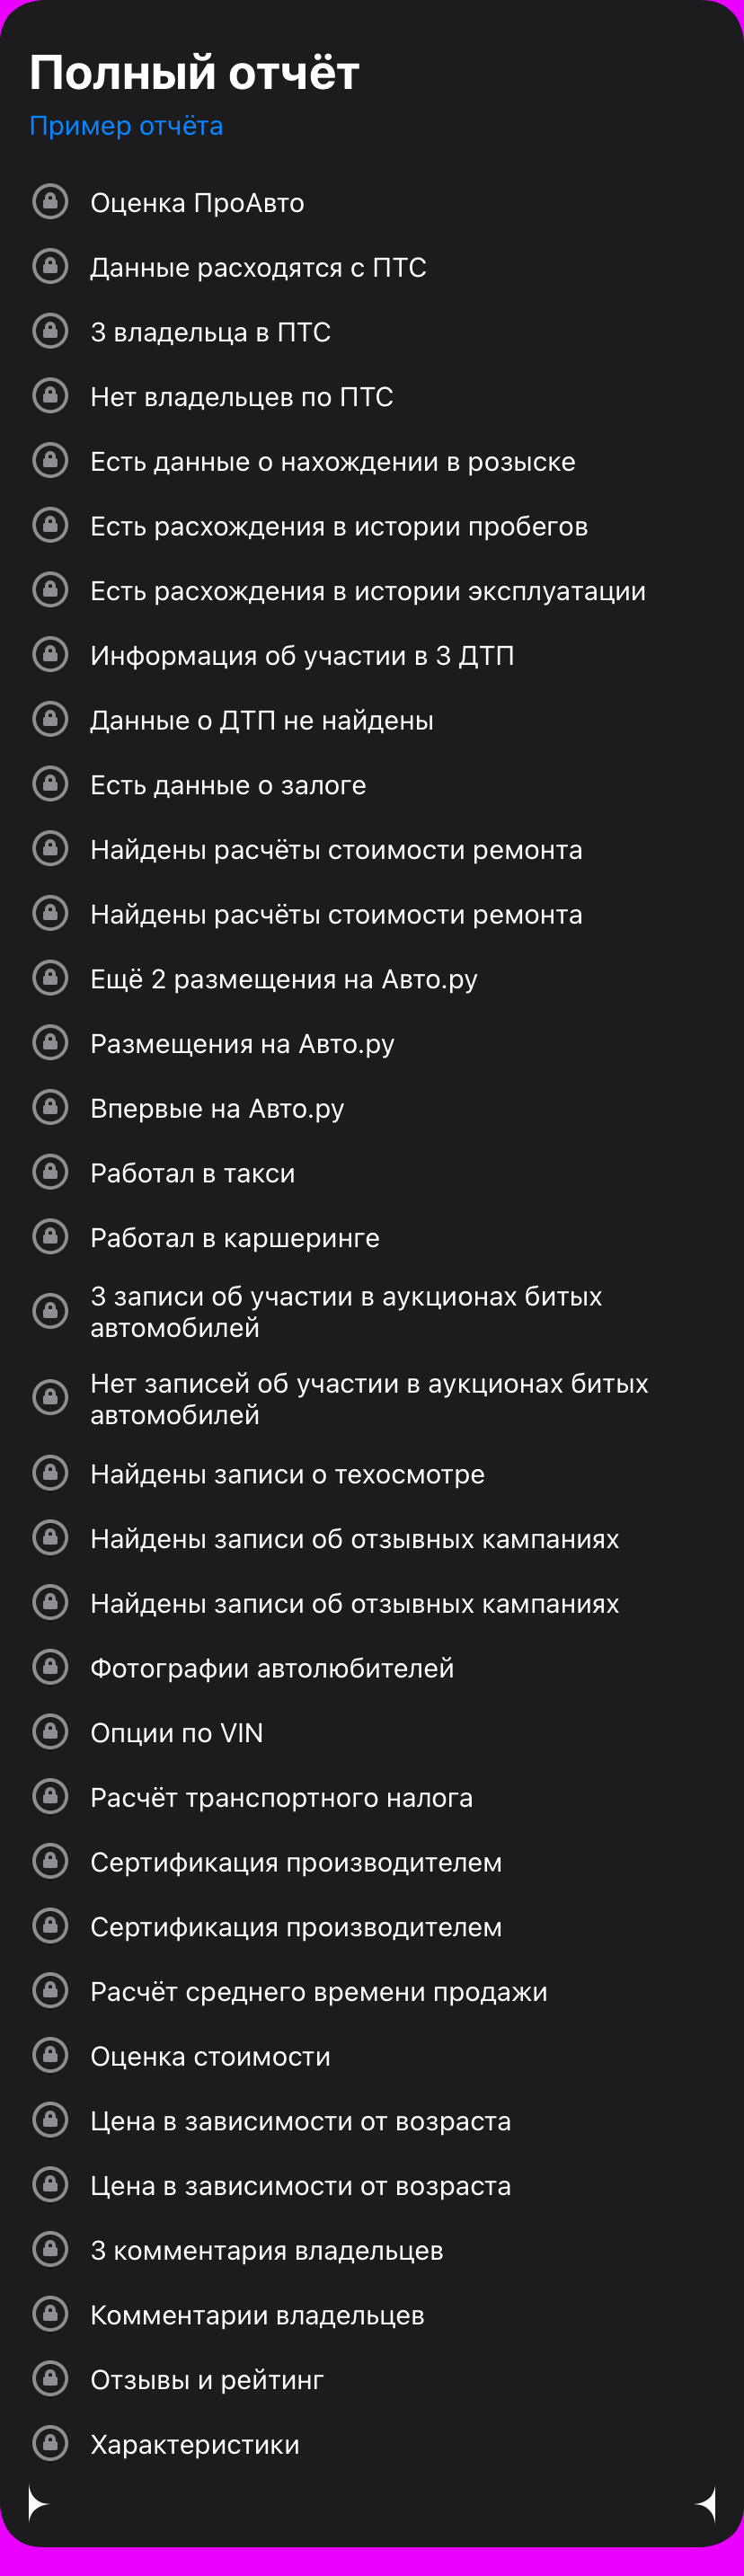 Полный отчёт
Пример отчёта
Оценка ПроАвто
Данные расходятся с ПТС
3 владельца в ПТС
Нет владельцев по ПТС
Есть данные о нахождении в розыске
Есть расхождения в истории пробегов
Есть расхождения в истории эксплуатации
Информация об участии в 3 ДТП
Данные о ДТП не найдены
Есть данные о залоге
Найдены расчёты стоимости ремонта
Найдены расчёты стоимости ремонта
Ещё 2 размещения на Авто.ру
Размещения на Авто.ру
Впервые на Авто.ру
Работал в такси
Работал в каршеринге
3 записи об участии в аукционах битых
автомобилей
Нет записей об участии в аукционах битых
автомобилей
Найдены записи о техосмотре
Найдены записи об отзывных кампаниях
Найдены записи об отзывных кампаниях
Фотографии автолюбителей
Опции по VIN
Расчёт транспортного налога
Сертификация производителем
Сертификация производителем
Расчёт среднего времени продажи
Оценка стоимости
Цена в зависимости от возраста
Цена в зависимости от возраста
3 комментария владельцев
Комментарии владельцев
Отзывы и рейтинг
Характеристики